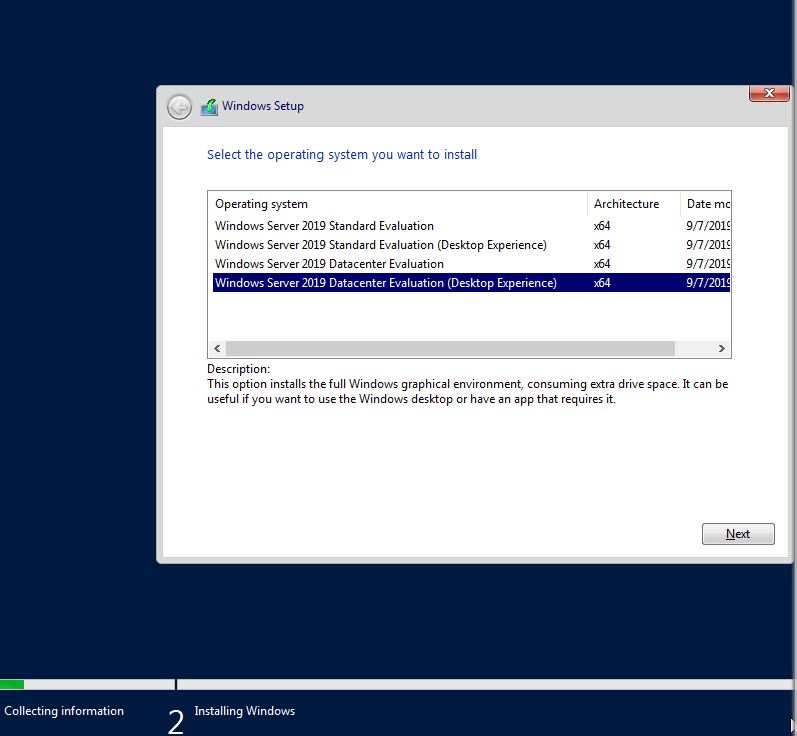 Windows Setup
Select the operating system you want to install
Operating system Architecture Date mo
Windows Server 2019 Standard Evaluation x64 9/7/2019
Windows Server 2019 Standard Evaluation (Desktop Experience) x64 9/7/2019
Windows Server 2019 Datacenter Evaluation x64 9/7/2019
Windows Server 2019 Datacenter Evaluation (Desktop Experience) x64 9/7/2019
Description:
This option installs the full Windows graphical environment, consuming extra drive space. It can be
useful if you want to use the Windows desktop or have an app that requires it.
Next
Collecting information 2 Installing Windows